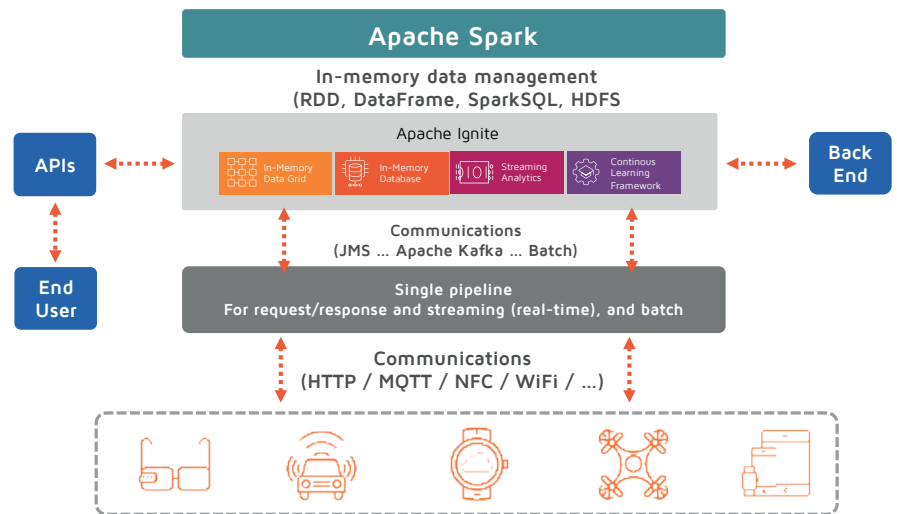 Apache Spark
In-memory data management
(RDD, DataFrame, SparkSQL, HDFS
Apache Ignite
APIs
In-Memory
Data Grid
In-Memory
Database
Streaming
Analytics
Continous
Learning
Framework
Back
End
Communications
(JMS ... Apache Kafka ... Batch)
End
User
Single pipeline
For request/response and streaming (real-time), and batch
Communications
(HTTP / MQTT / NFC / WiFi / ...)